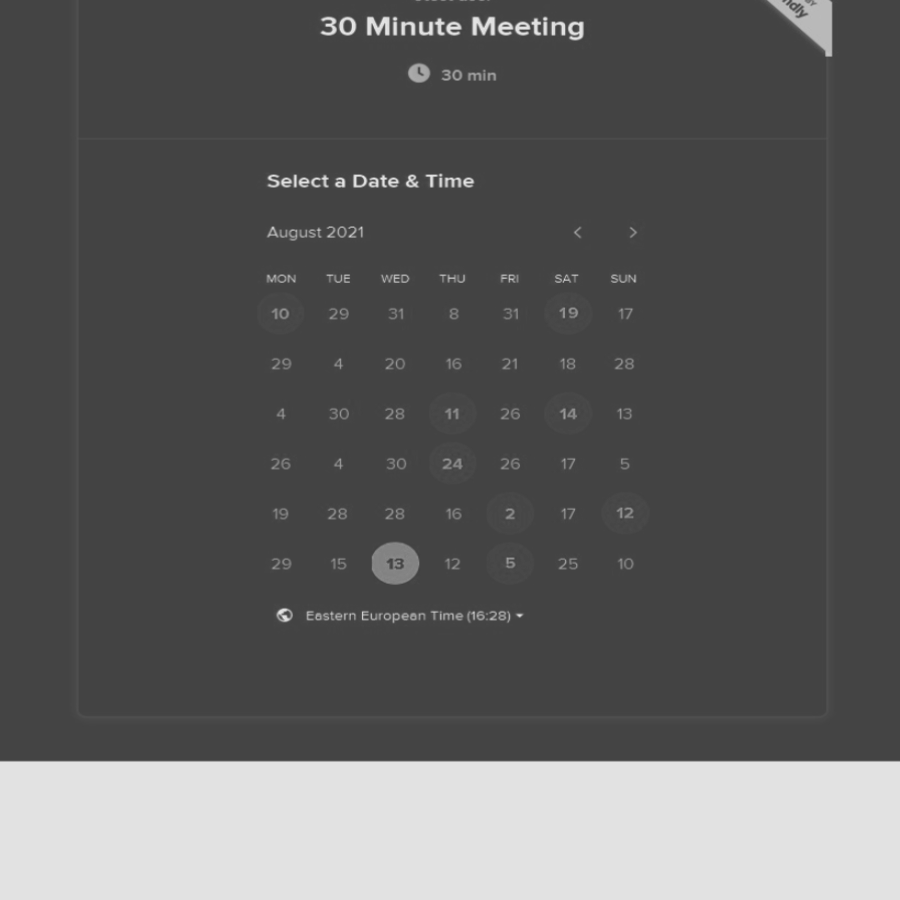 30 Minute Meeting
30 min
Select a Date & Time
August 2021
MON TUE WED THU FRI SAT SUN
10 29 31 8 31 19 17
29 4 20 16 21 18 28
4 30 28 11 26 14 13
26 4 30 24 26 17 5
19 28 28 16 2 17 12
29 15 13 12 5 25 10
Eastern European Time (16:28)